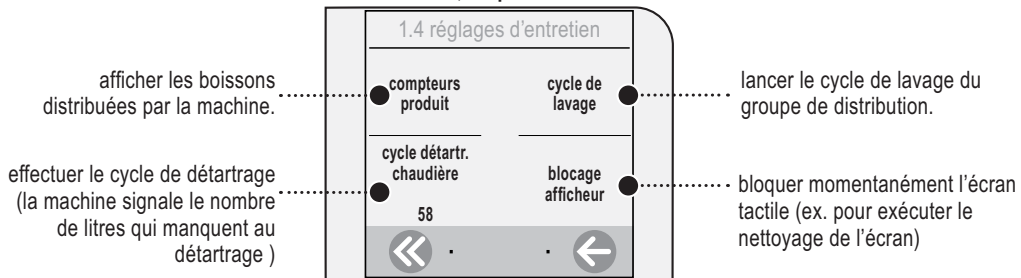 1.4 réglages d'entretien
afficher les boissons
distribuées par la machine.
compteurs
produit
cycle de
lavage
lancer le cycle de lavage du
groupe de distribution.
effectuer le cycle de détartrage
(la machine signale le nombre
de litres qui manquent au
détartrage )
cycle détartr.
chaudière
58
blocage
afficheur
bloquer momentanément l'écran
tactile (ex. pour exécuter le
nettoyage de l'écran)